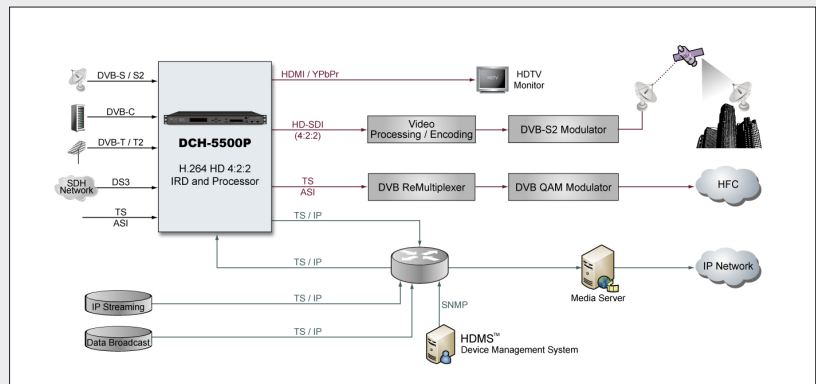 DVB-S / S2
DVB-C
DVB-T / T2
SDH
Network
DS3
TS
ASI
DCH-5500P
H.264 HD 4:2:2
IRD and Processor
HDMI / YPbPr
HDTV
HDTV
Monitor
HD-SDI
(4:2:2)
Video
Processing / Encoding
DVB-S2 Modulator
TS
ASI
DVB ReMultiplexer
DVB QAM Modulator
HFC
TS / IP
TS / IP
Media Server
IP Network
IP Streaming
TS / IP
SNMP
Data Broadcast
TS / IP
HDMS™
Device Management System